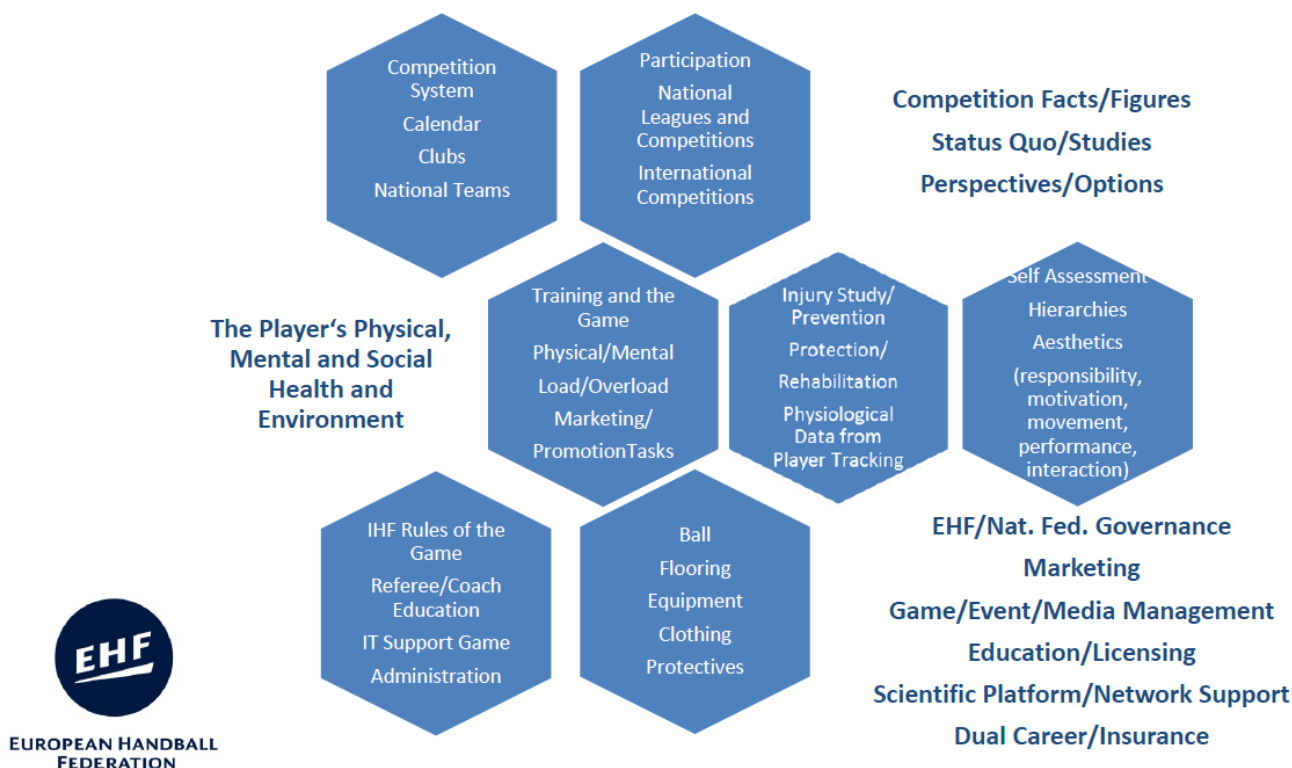 Competition
System
Calendar
Clubs
National Teams
Participation
National
Leagues and
Competitions
International
Competitions
Competition Facts/Figures
Status Quo/Studies
Perspectives/Options
The Player‘s Physical,
Mental and Social
Health and
Environment
Training and the
Game
Physical/Mental
Load/Overload
Marketing/
PromotionTasks
Injury Study/
Prevention
Protection/
Rehabilitation
Physiological
Data from
Player Tracking
Self Assessment
Hierarchies
Aesthetics
(responsibility,
motivation,
movement,
performance,
interaction)
IHF Rules of the
Game
Referee/Coach
Education
IT Support Game
Administration
Ball
Flooring
Equipment
Clothing
Protectives
EHF/Nat. Fed. Governance
Marketing
Game/Event/Media Management
Education/Licensing
Scientific Platform/Network Support
Dual Career/Insurance
EHF
EUROPEAN HANDBALL
FEDERATION